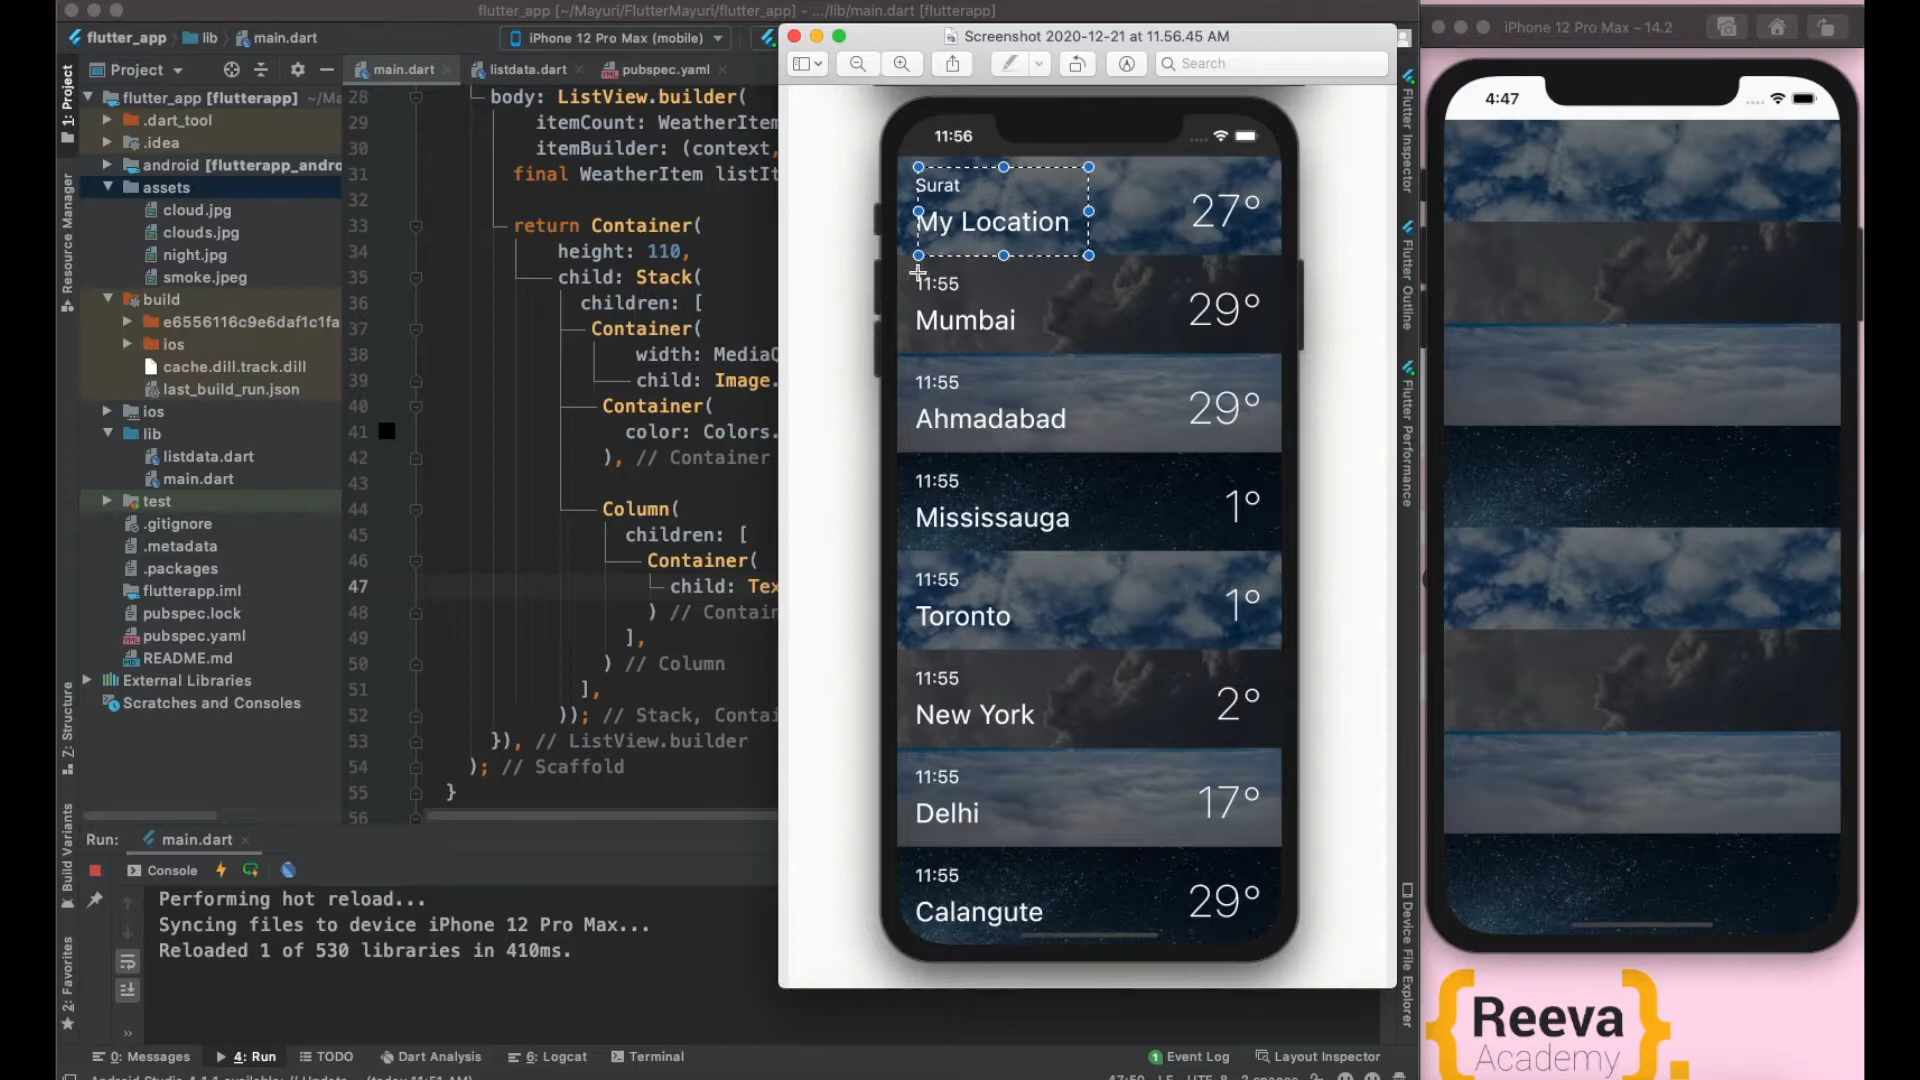 flutter_app [~/Mayuri/FlutterMayuri/flutter_app] – .../lib/main.dart [flutterapp]
flutter_app
lib
main.dart
iPhone 12 Pro Max (mobile)
Project
main.dart
listdata.dart
pubspec.yaml
1: Project
Resource Manager
Z: Structure
Build Variants
2: Favorites
flutter_app [flutterapp] ~/Ma
.dart_tool
.idea
android [flutterapp_andro
assets
cloud.jpg
clouds.jpg
night.jpg
smoke.jpeg
build
e6556116c9e6daf1c1fa
ios
cache.dill.track.dill
last_build_run.json
ios
lib
listdata.dart
main.dart
test
.gitignore
.metadata
.packages
flutterapp.iml
pubspec.lock
pubspec.yaml
README.md
External Libraries
Scratches and Consoles
28 body: ListView.builder(
29 itemCount: WeatherItem
30 itemBuilder: (context,
31 final WeatherItem listIt
32
33 return Container(
34 height: 110,
35 child: Stack(
36 children: [
37 Container(
38 width: MediaQ
39 child: Image.
40 Container(
41 color: Colors.
42 ), // Container
43
44 Column(
45 children: [
46 Container(
47 child: Tex
48 ) // Contain
49 ],
50 ) // Column
51 ],
52 )); // Stack, Contai
53 }), // ListView.builder
54 ); // Scaffold
55 }
56
Run:
main.dart
Console
Performing hot reload...
Syncing files to device iPhone 12 Pro Max...
Reloaded 1 of 530 libraries in 410ms.
0: Messages
4: Run
TODO
Dart Analysis
6: Logcat
Terminal
1 Event Log
Layout Inspector
Screenshot 2020-12-21 at 11.56.45 AM
Search
11:56
Surat
My Location
27°
11:55
Mumbai
29°
11:55
Ahmadabad
29°
11:55
Mississauga
1°
11:55
Toronto
1°
11:55
New York
2°
11:55
Delhi
17°
11:55
Calangute
29°
Flutter Inspector
Flutter Outline
Flutter Performance
Device File Explorer
iPhone 12 Pro Max – 14.2
4:47
{Reeva}
Academy